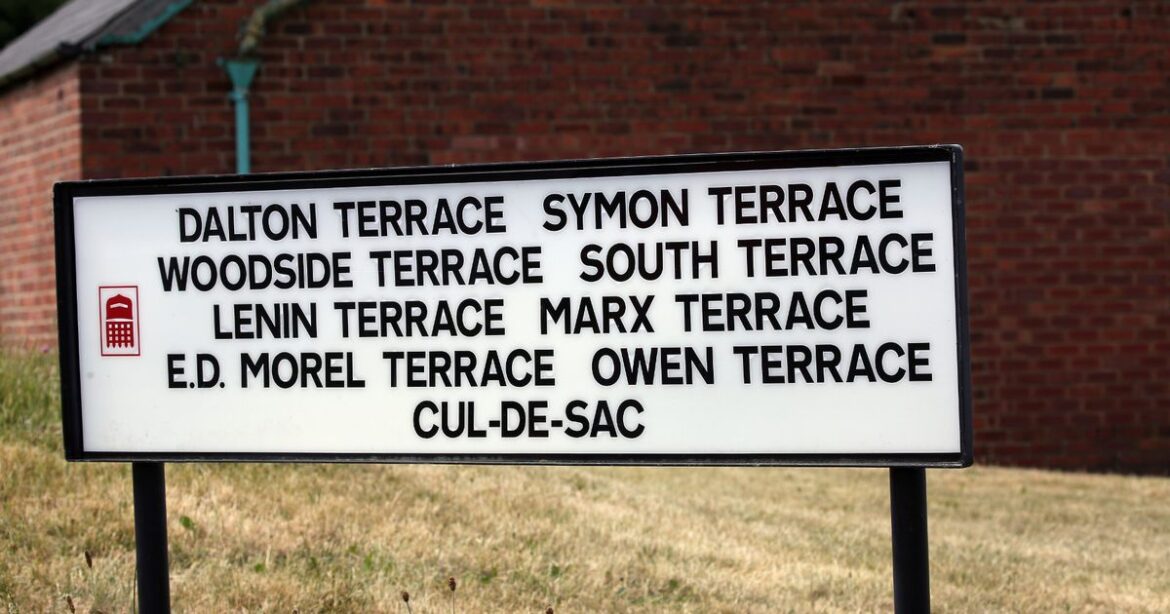 DALTON TERRACE SYMON TERRACE
WOODSIDE TERRACE SOUTH TERRACE
LENIN TERRACE MARX TERRACE
E.D. MOREL TERRACE OWEN TERRACE
CUL-DE-SAC